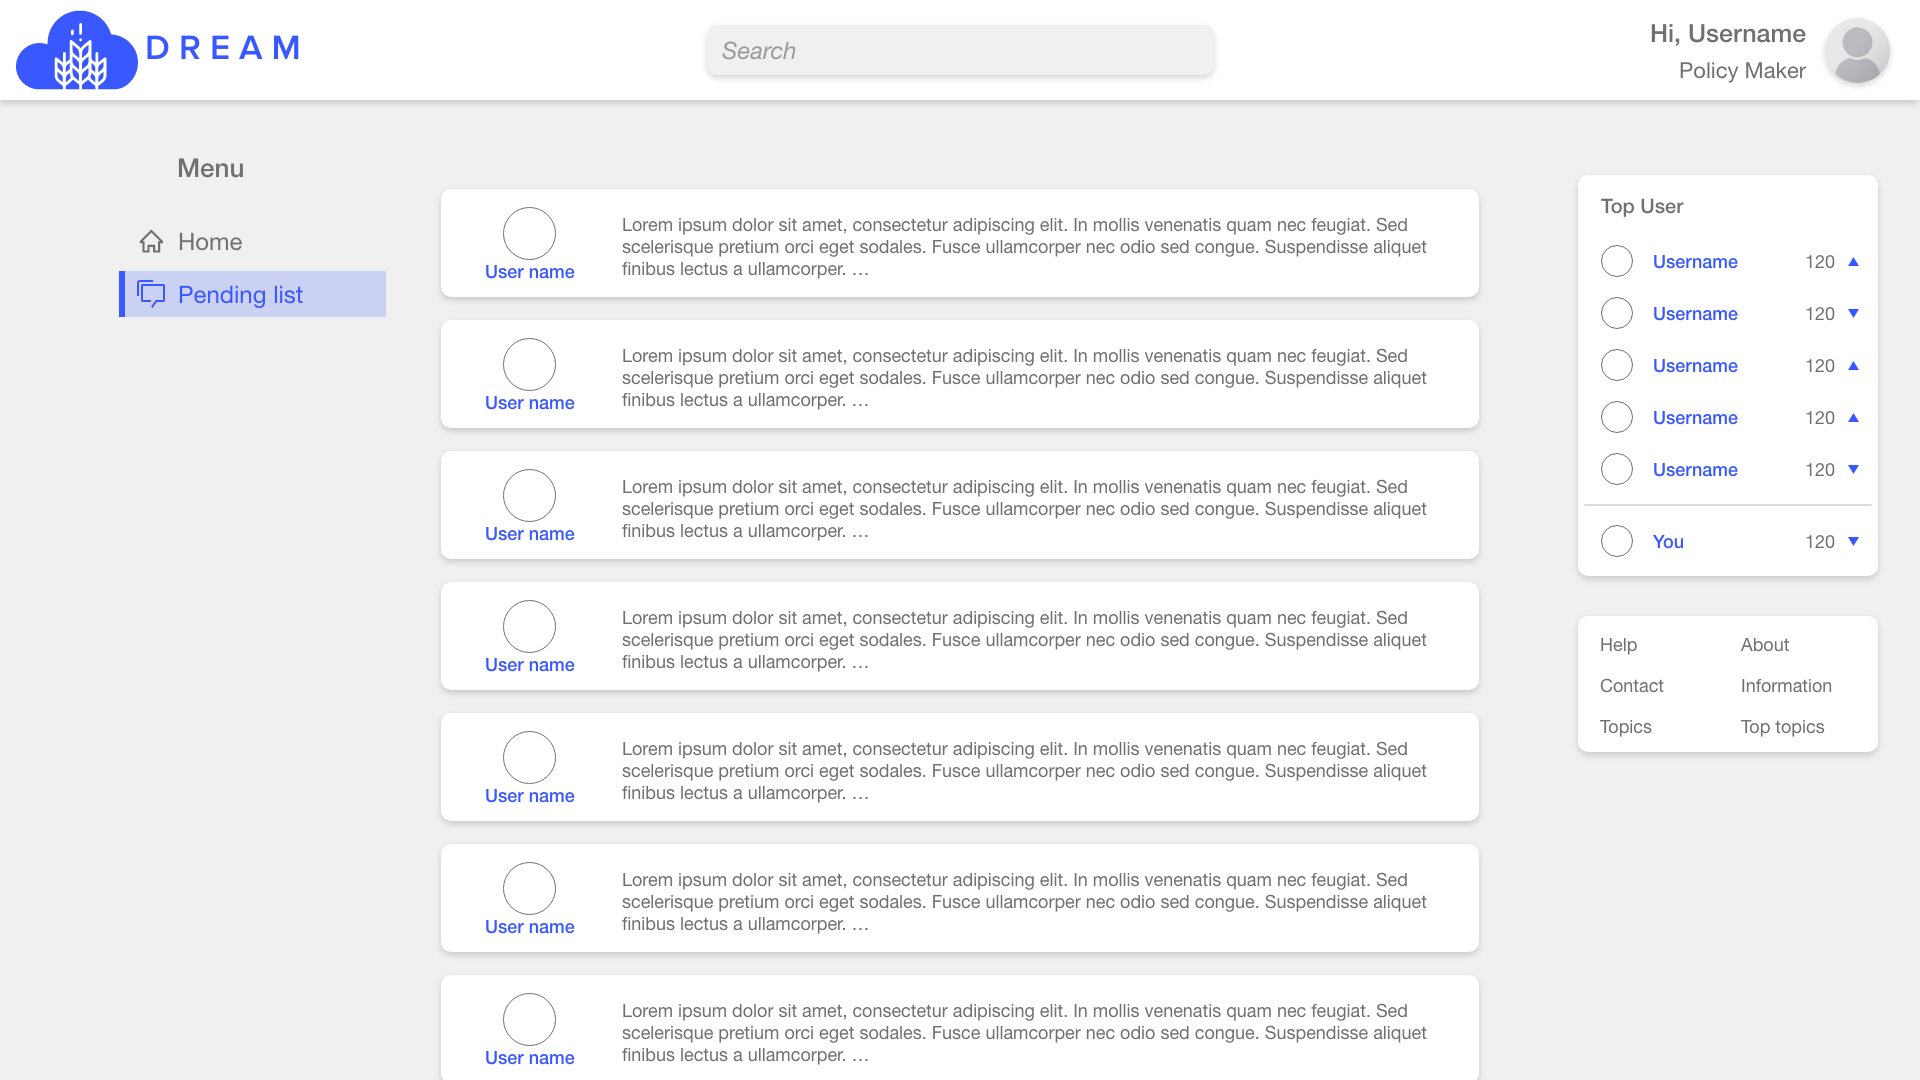 DREAM
Search
Hi, Username
Policy Maker
Menu
Home
Pending list
Lorem ipsum dolor sit amet, consectetur adipiscing elit. In mollis venenatis quam nec feugiat. Sed
scelerisque pretium orci eget sodales. Fusce ullamcorper nec odio sed congue. Suspendisse aliquet
finibus lectus a ullamcorper. …
User name
Lorem ipsum dolor sit amet, consectetur adipiscing elit. In mollis venenatis quam nec feugiat. Sed
scelerisque pretium orci eget sodales. Fusce ullamcorper nec odio sed congue. Suspendisse aliquet
finibus lectus a ullamcorper. …
User name
Lorem ipsum dolor sit amet, consectetur adipiscing elit. In mollis venenatis quam nec feugiat. Sed
scelerisque pretium orci eget sodales. Fusce ullamcorper nec odio sed congue. Suspendisse aliquet
finibus lectus a ullamcorper. …
User name
Lorem ipsum dolor sit amet, consectetur adipiscing elit. In mollis venenatis quam nec feugiat. Sed
scelerisque pretium orci eget sodales. Fusce ullamcorper nec odio sed congue. Suspendisse aliquet
finibus lectus a ullamcorper. …
User name
Lorem ipsum dolor sit amet, consectetur adipiscing elit. In mollis venenatis quam nec feugiat. Sed
scelerisque pretium orci eget sodales. Fusce ullamcorper nec odio sed congue. Suspendisse aliquet
finibus lectus a ullamcorper. …
User name
Lorem ipsum dolor sit amet, consectetur adipiscing elit. In mollis venenatis quam nec feugiat. Sed
scelerisque pretium orci eget sodales. Fusce ullamcorper nec odio sed congue. Suspendisse aliquet
finibus lectus a ullamcorper. …
User name
Lorem ipsum dolor sit amet, consectetur adipiscing elit. In mollis venenatis quam nec feugiat. Sed
scelerisque pretium orci eget sodales. Fusce ullamcorper nec odio sed congue. Suspendisse aliquet
finibus lectus a ullamcorper. …
User name
Top User
Username 120 ▲
Username 120 ▼
Username 120 ▲
Username 120 ▲
Username 120 ▼
You 120 ▼
Help About
Contact Information
Topics Top topics